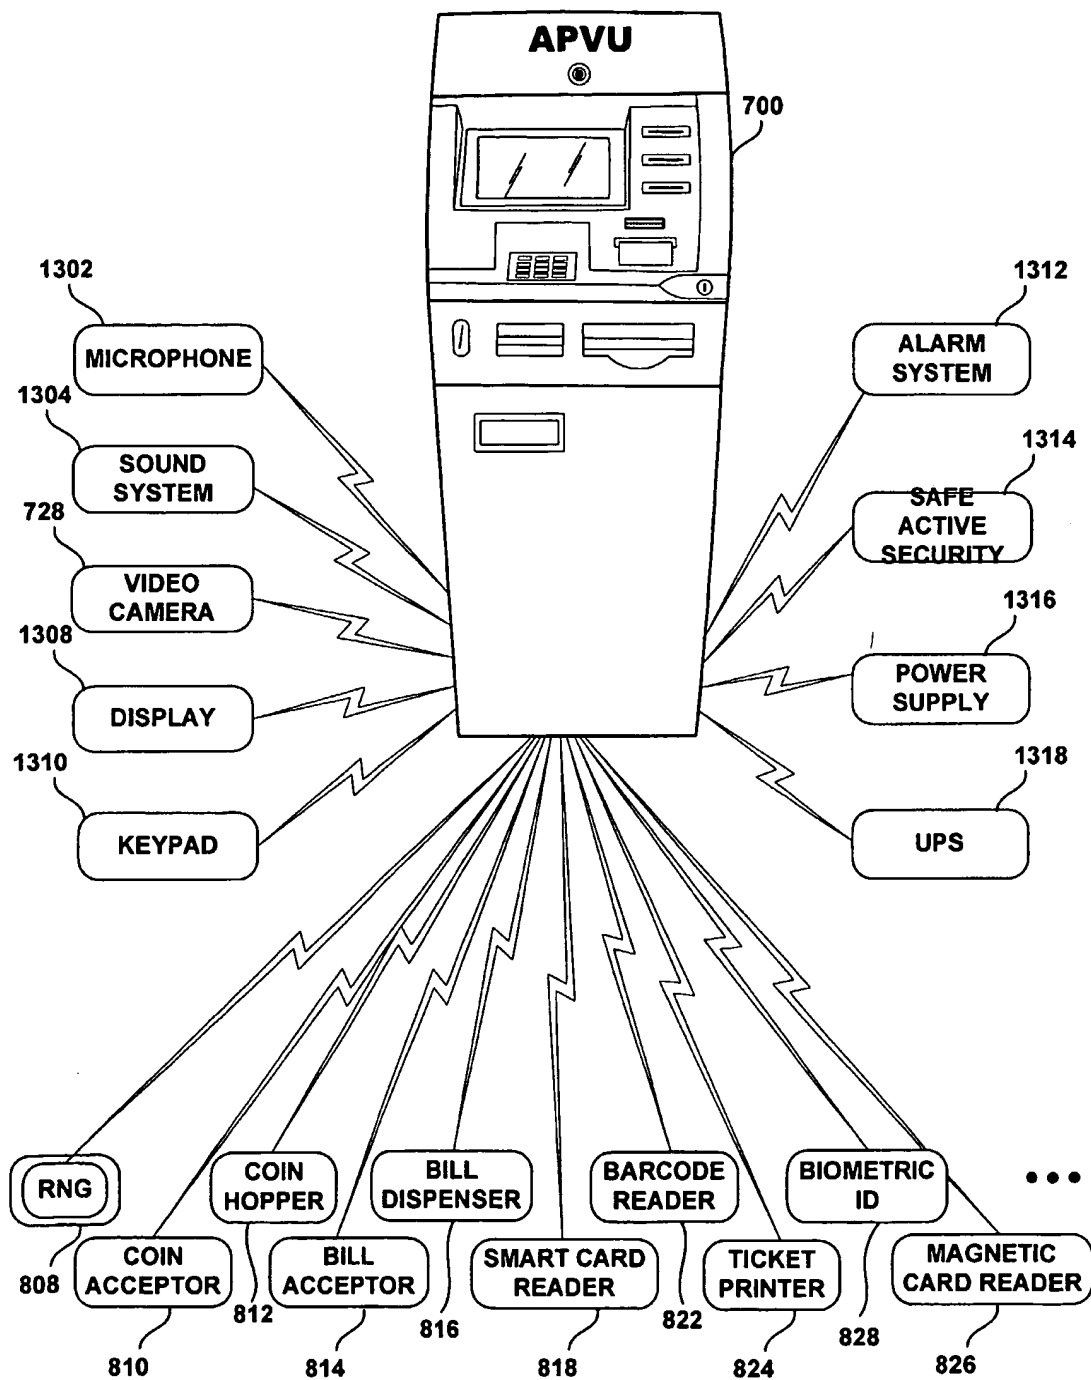 APVU
700
1302
MICROPHONE
1304
SOUND
SYSTEM
728
VIDEO
CAMERA
1308
DISPLAY
1310
KEYPAD
1312
ALARM
SYSTEM
1314
SAFE
ACTIVE
SECURITY
1316
POWER
SUPPLY
1318
UPS
RNG
808
COIN
ACCEPTOR
810
COIN
HOPPER
812
BILL
ACCEPTOR
814
BILL
DISPENSER
816
SMART CARD
READER
818
BARCODE
READER
822
TICKET
PRINTER
824
BIOMETRIC
ID
828
MAGNETIC
CARD READER
826